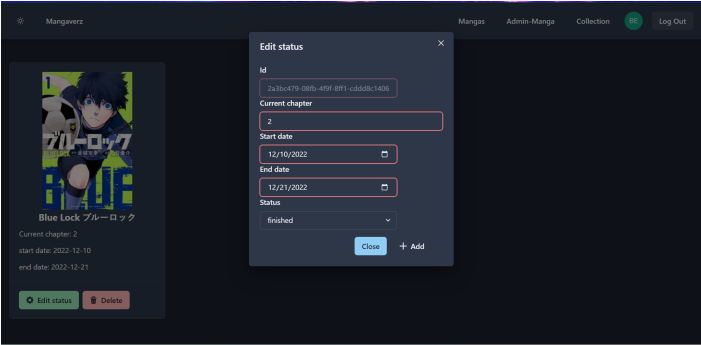 Mangaverz
Mangas Admin-Manga Collection BE Log Out
Edit status
Id
2a3bc479-08fb-4f9f-8ff1-cddd8c1406
Current chapter
2
Start date
12/10/2022
End date
12/21/2022
Status
finished
Close + Add
1
ブルーロック
BLUELOCK
Blue Lock ブルーロック
Current chapter: 2
start date: 2022-12-10
end date: 2022-12-21
Edit status Delete